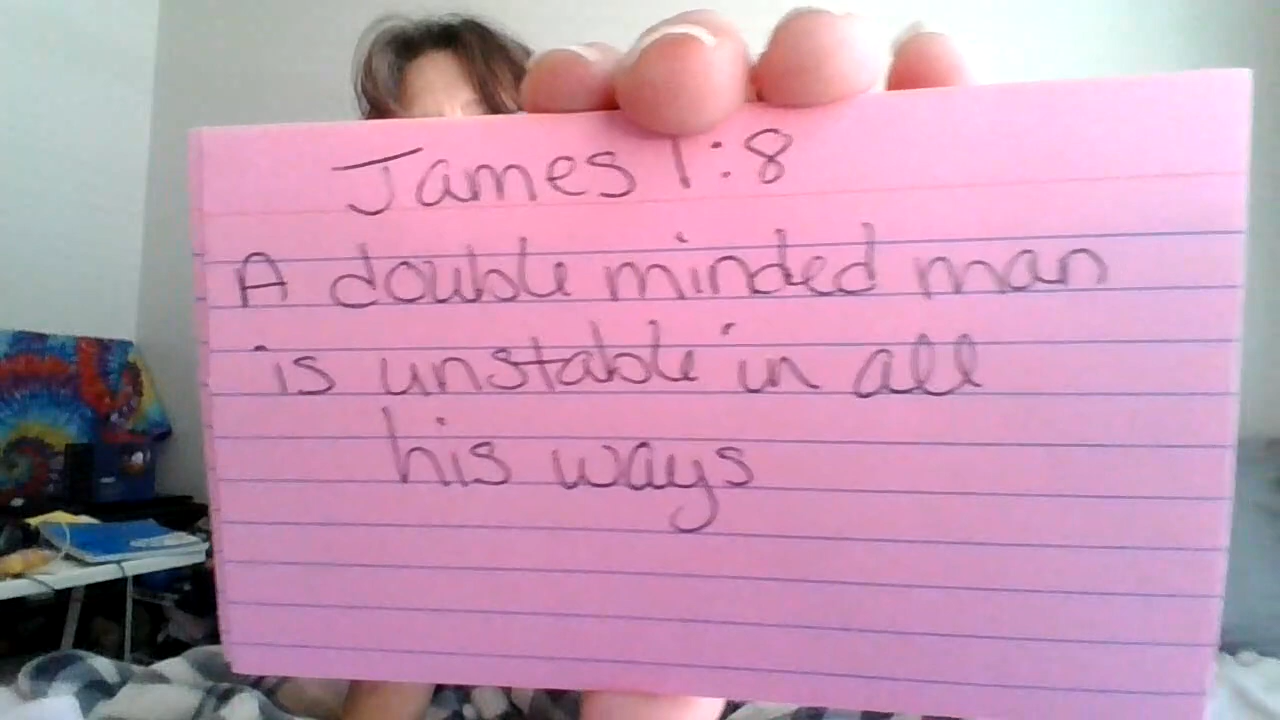 James 1:8
A double minded man
is unstable in all
his ways